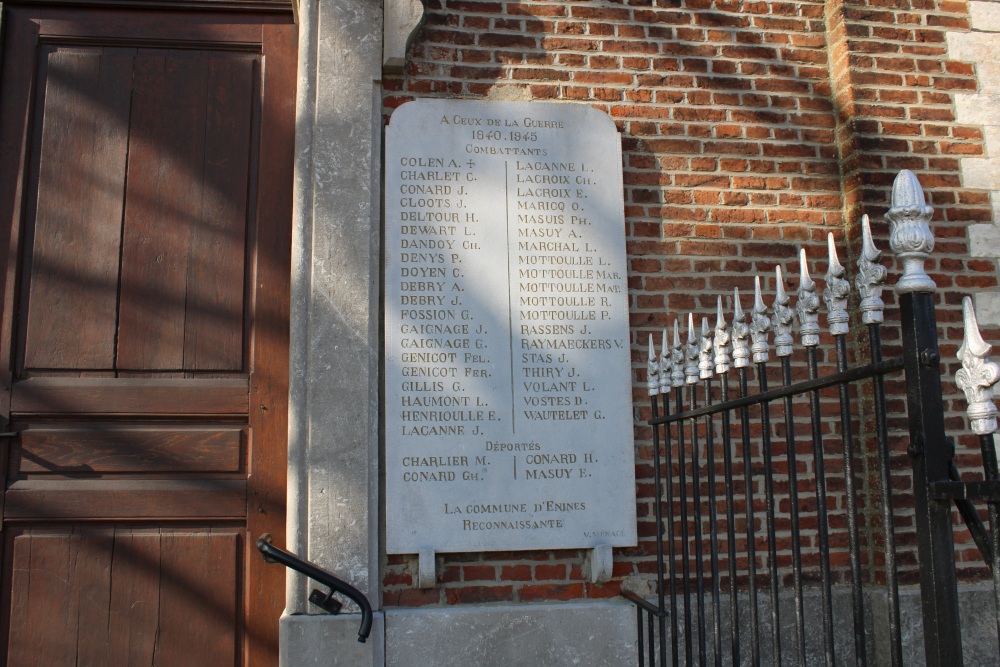 A CEUX DE LA GUERRE
1940.1945
COMBATTANTS
COLEN A. ✝
CHARLET C.
CONARD J.
CLOOTS J.
DELTOUR H.
DEWART L.
DANDOY CH.
DENYS P.
DOYEN C.
DEBRY A.
DEBRY J.
FOSSION G.
GAIGNAGE J.
GAIGNAGE G.
GENICOT FEL.
GENICOT FER.
GILLIS G.
HAUMONT L.
HENRIOULLE E.
LACANNE J.
LACANNE L.
LACROIX CH.
LACROIX E.
MARICQ O.
MASUIS PH.
MASUY A.
MARCHAL L.
MOTTOULLE L.
MOTTOULLE MAR.
MOTTOULLE MAT.
MOTTOULLE R.
MOTTOULLE P.
RASSENS J.
RAYMAECKERS V.
STAS J.
THIRY J.
VOLANT L.
VOSTES D.
WAUTELET G.
DÉPORTÉS
CHARLIER M.
CONARD GH.
CONARD H.
MASUY E.
LA COMMUNE D'ENINES
RECONNAISSANTE